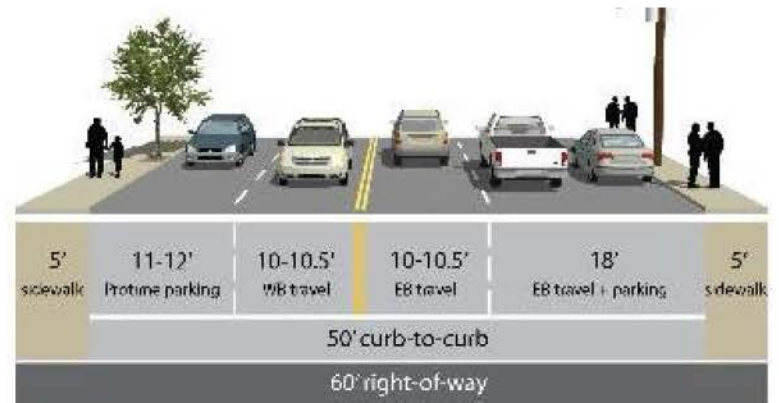 5' 11-12' 10-10.5' 10-10.5' 18' 5'
sidewalk Protime parking WB travel EB travel EB travel + parking sidewalk
50' curb-to-curb
60' right-of-way